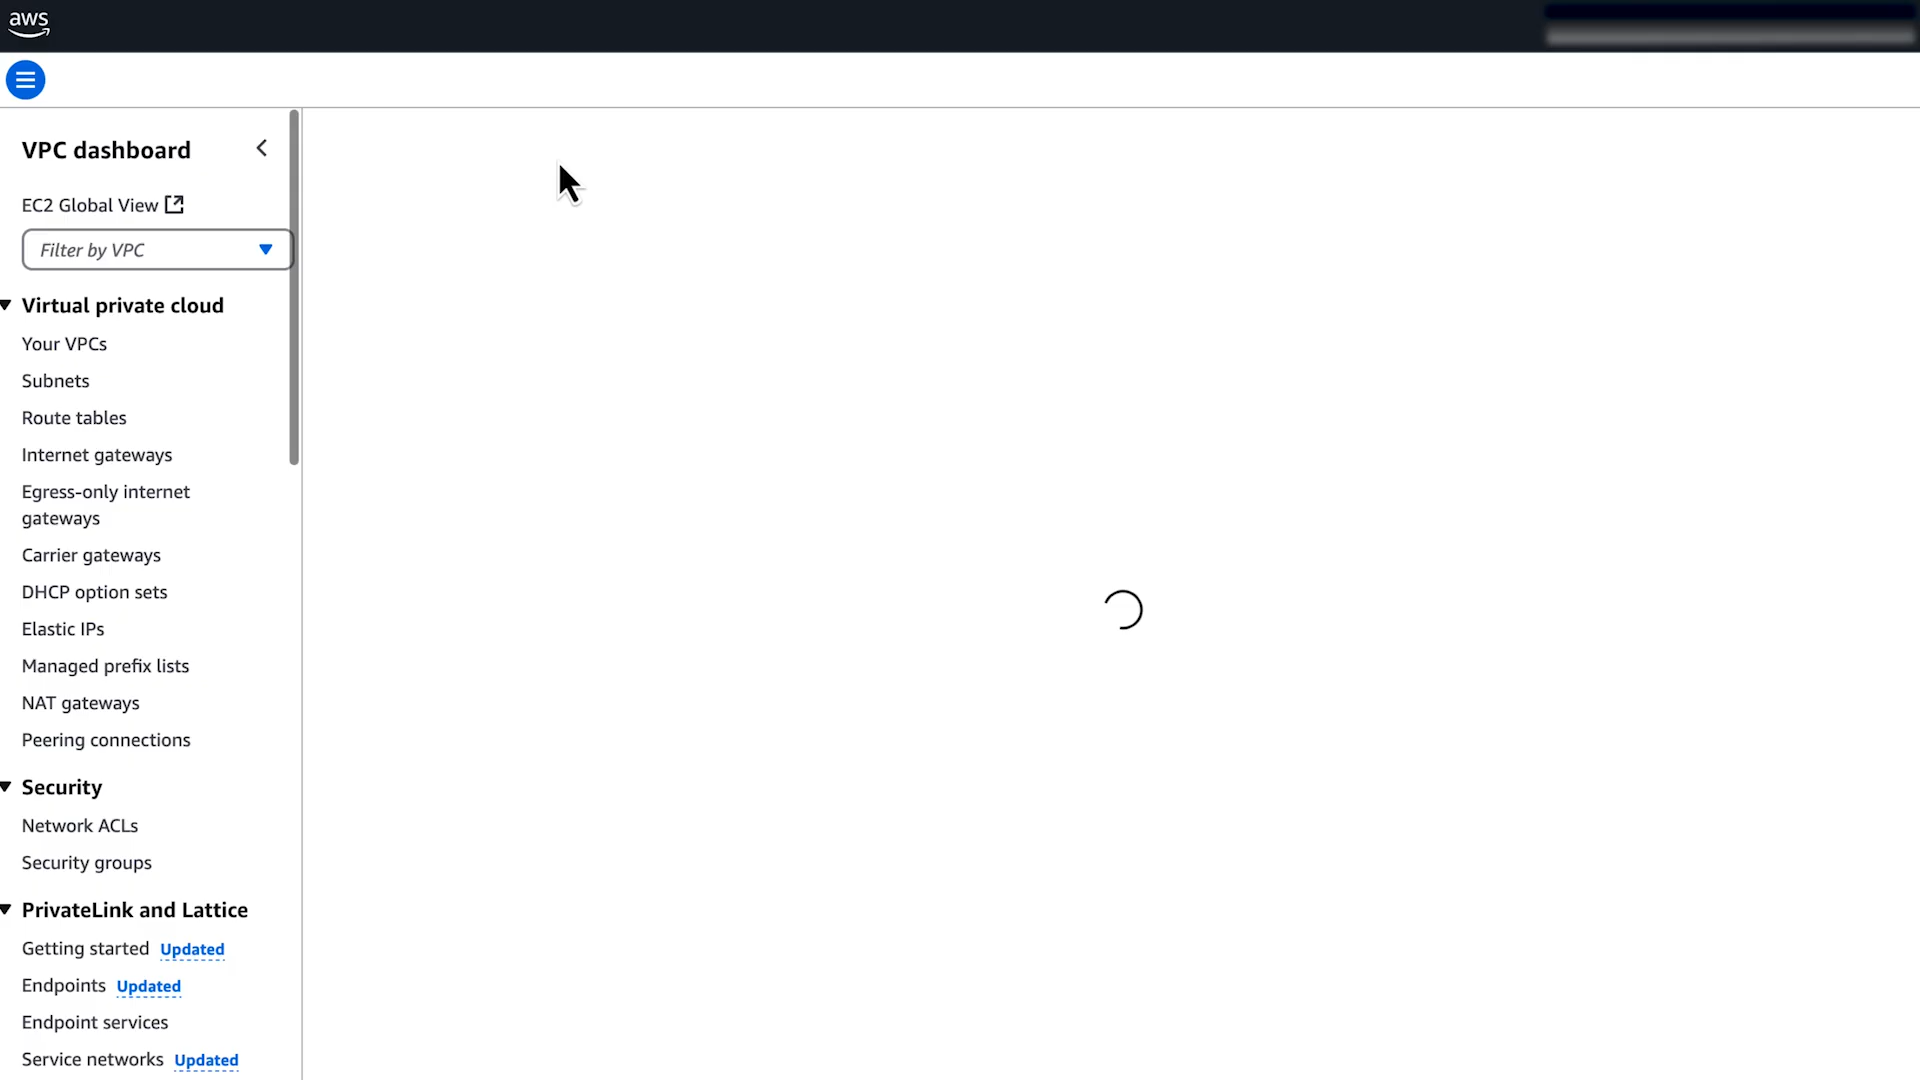 aws
VPC dashboard
EC2 Global View
Filter by VPC
Virtual private cloud
Your VPCs
Subnets
Route tables
Internet gateways
Egress-only internet
gateways
Carrier gateways
DHCP option sets
Elastic IPs
Managed prefix lists
NAT gateways
Peering connections
Security
Network ACLs
Security groups
PrivateLink and Lattice
Getting started Updated
Endpoints Updated
Endpoint services
Service networks Updated